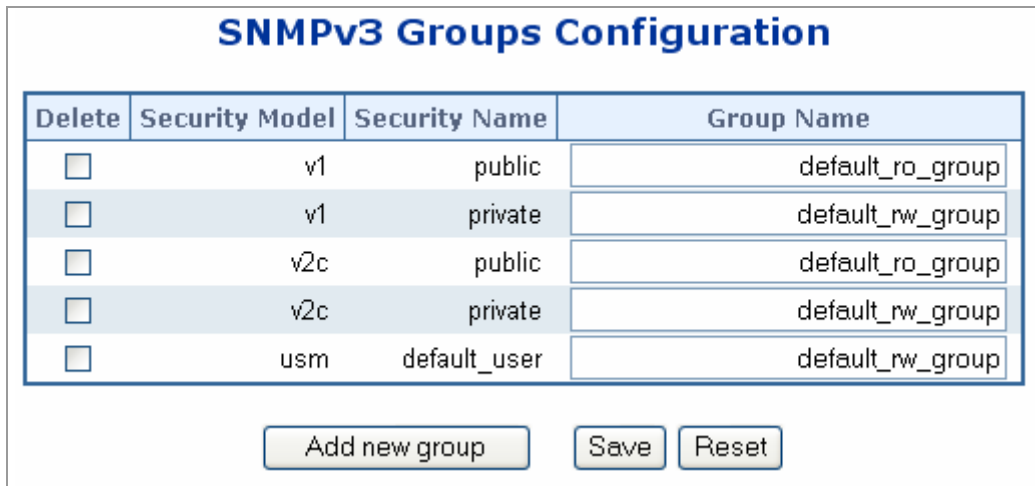 SNMPv3 Groups Configuration
Delete Security Model Security Name Group Name
v1 public default_ro_group
v1 private default_rw_group
v2c public default_ro_group
v2c private default_rw_group
usm default_user default_rw_group
Add new group Save Reset